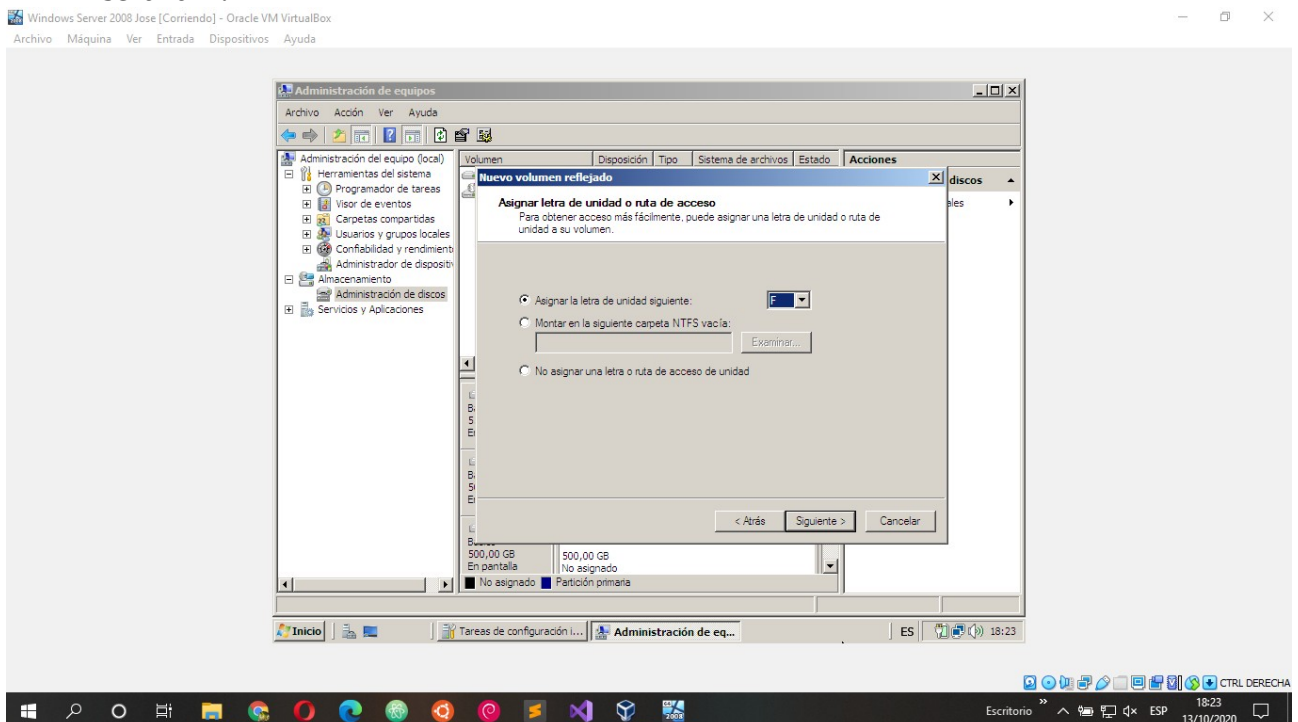 Windows Server 2008 Jose [Corriendo] - Oracle VM VirtualBox
Archivo Máquina Ver Entrada Dispositivos Ayuda
Administración de equipos
Archivo Acción Ver Ayuda
Administración del equipo (local)
Herramientas del sistema
Programador de tareas
Visor de eventos
Carpetas compartidas
Usuarios y grupos locales
Confiabilidad y rendimient
Administrador de dispositi
Almacenamiento
Administración de discos
Servicios y Aplicaciones
Volumen Disposición Tipo Sistema de archivos Estado
Acciones
discos
ales
Nuevo volumen reflejado
Asignar letra de unidad o ruta de acceso
Para obtener acceso más fácilmente, puede asignar una letra de unidad o ruta de
unidad a su volumen.
Asignar la letra de unidad siguiente: F
Montar en la siguiente carpeta NTFS vacía:
Examinar...
No asignar una letra o ruta de acceso de unidad
< Atrás Siguiente > Cancelar
500,00 GB 500,00 GB
En pantalla No asignado
No asignado Partición primaria
Inicio Tareas de configuración i... Administración de eq... ES 18:23
CTRL DERECHA
Escritorio ESP 18:23
13/10/2020